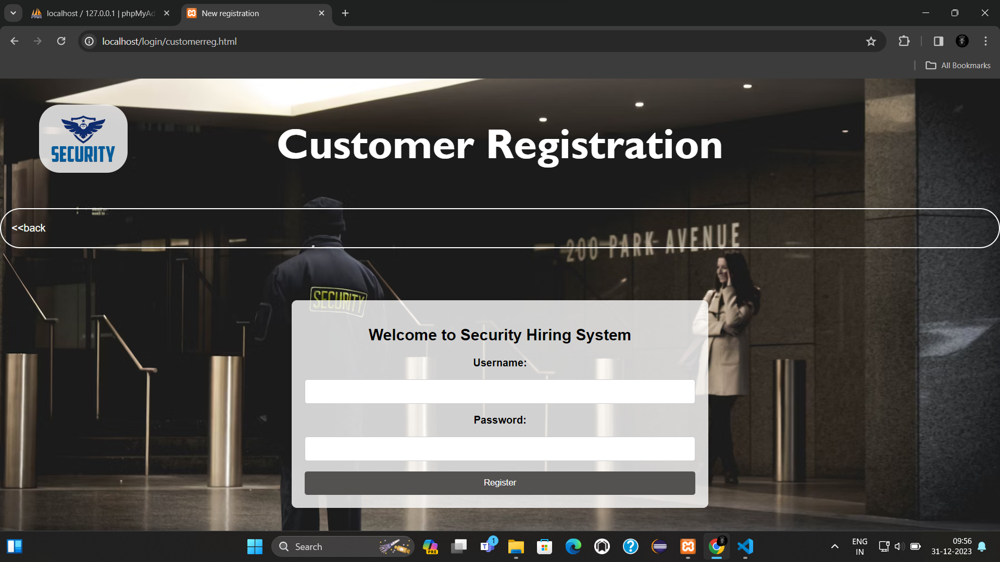 localhost / 127.0.0.1 | phpMyAd
New registration
localhost/login/customerreg.html
All Bookmarks
SECURITY
Customer Registration
<<back
200 PARK AVENUE
SECURITY
Welcome to Security Hiring System
Username:
Password:
Register
Search
PRE
T
1
ENG
IN
09:56
31-12-2023